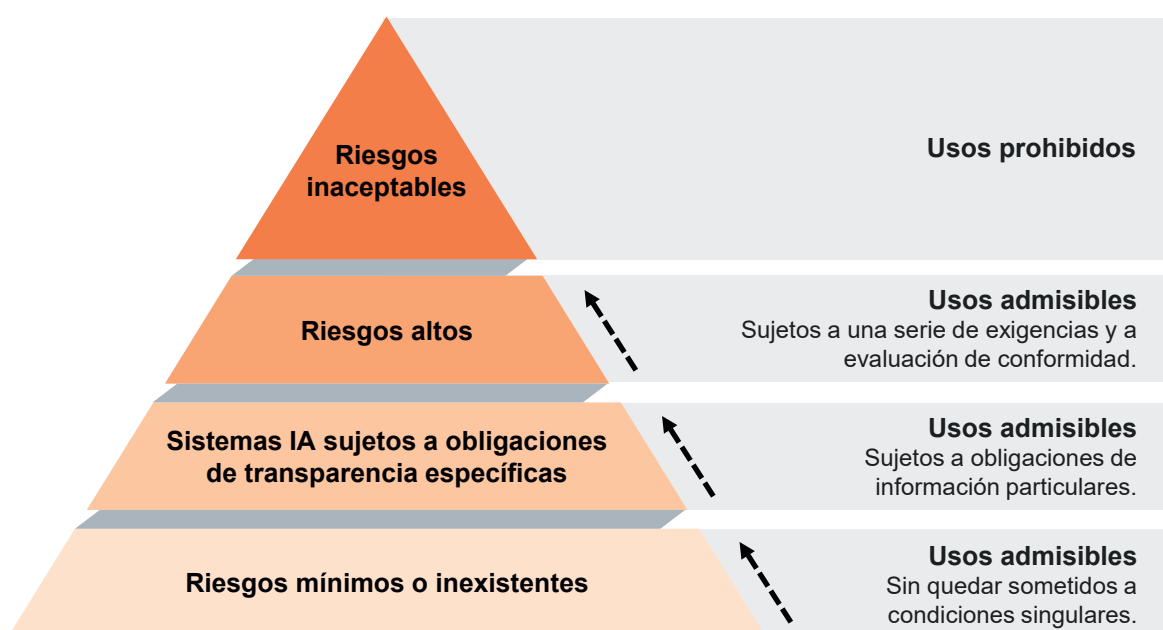 Riesgos
inaceptables
Usos prohibidos
Riesgos altos
Usos admisibles
Sujetos a una serie de exigencias y a
evaluación de conformidad.
Sistemas IA sujetos a obligaciones
de transparencia específicas
Usos admisibles
Sujetos a obligaciones de
información particulares.
Riesgos mínimos o inexistentes
Usos admisibles
Sin quedar sometidos a
condiciones singulares.